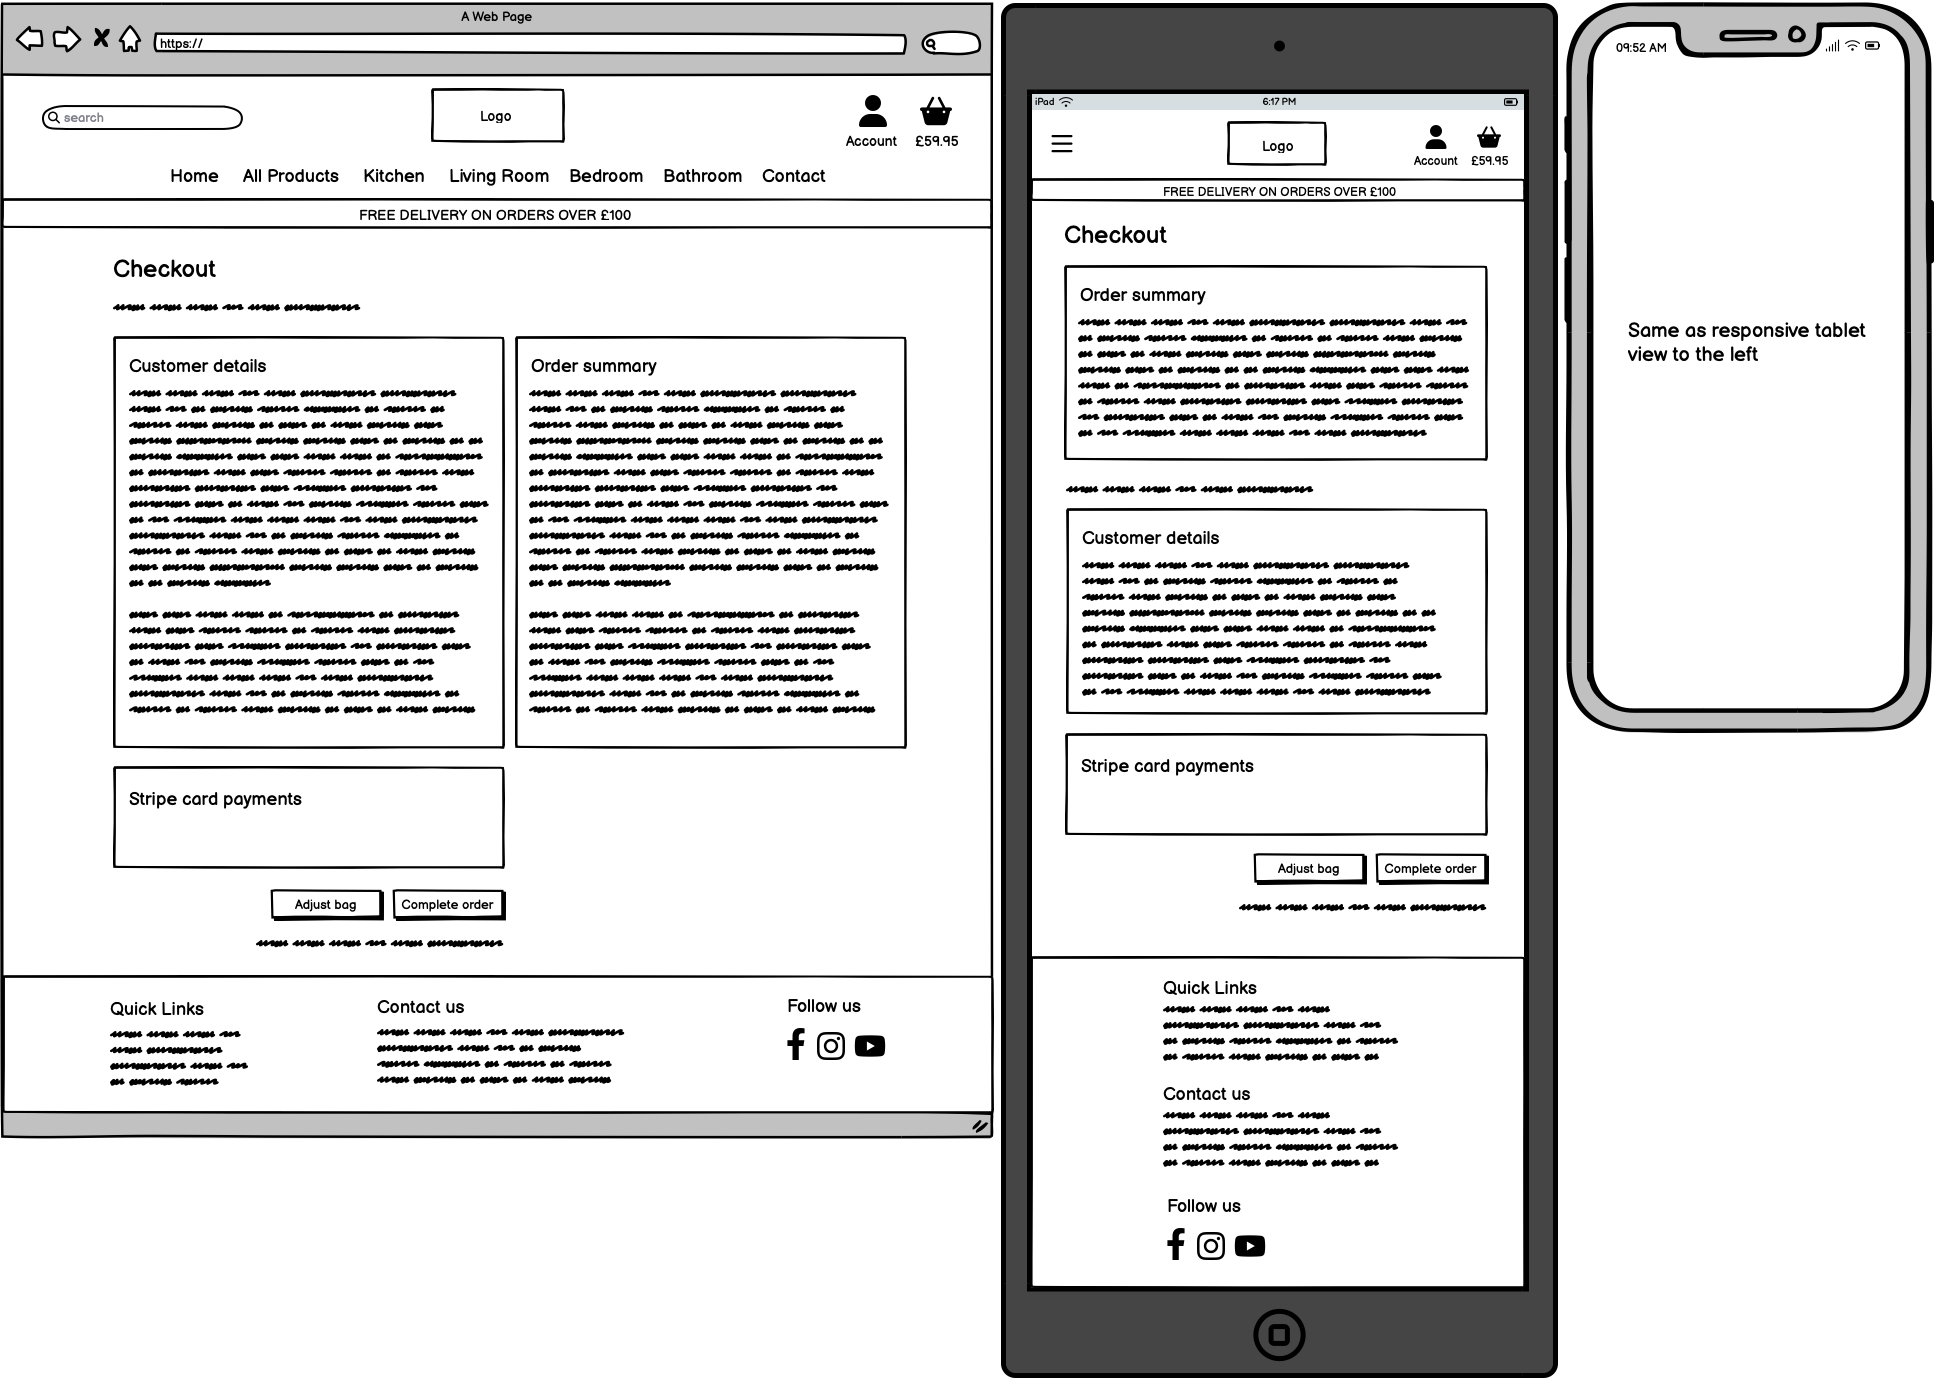 A Web Page
https://
search
Logo
Account
£59.95
Home All Products Kitchen Living Room Bedroom Bathroom Contact
FREE DELIVERY ON ORDERS OVER £100
Checkout
Customer details
Order summary
Stripe card payments
Adjust bag
Complete order
Quick Links
Contact us
Follow us
iPad
6:17 PM
Logo
Account
£59.95
FREE DELIVERY ON ORDERS OVER £100
Checkout
Order summary
Customer details
Stripe card payments
Adjust bag
Complete order
Quick Links
Contact us
Follow us
09:52 AM
Same as responsive tablet
view to the left